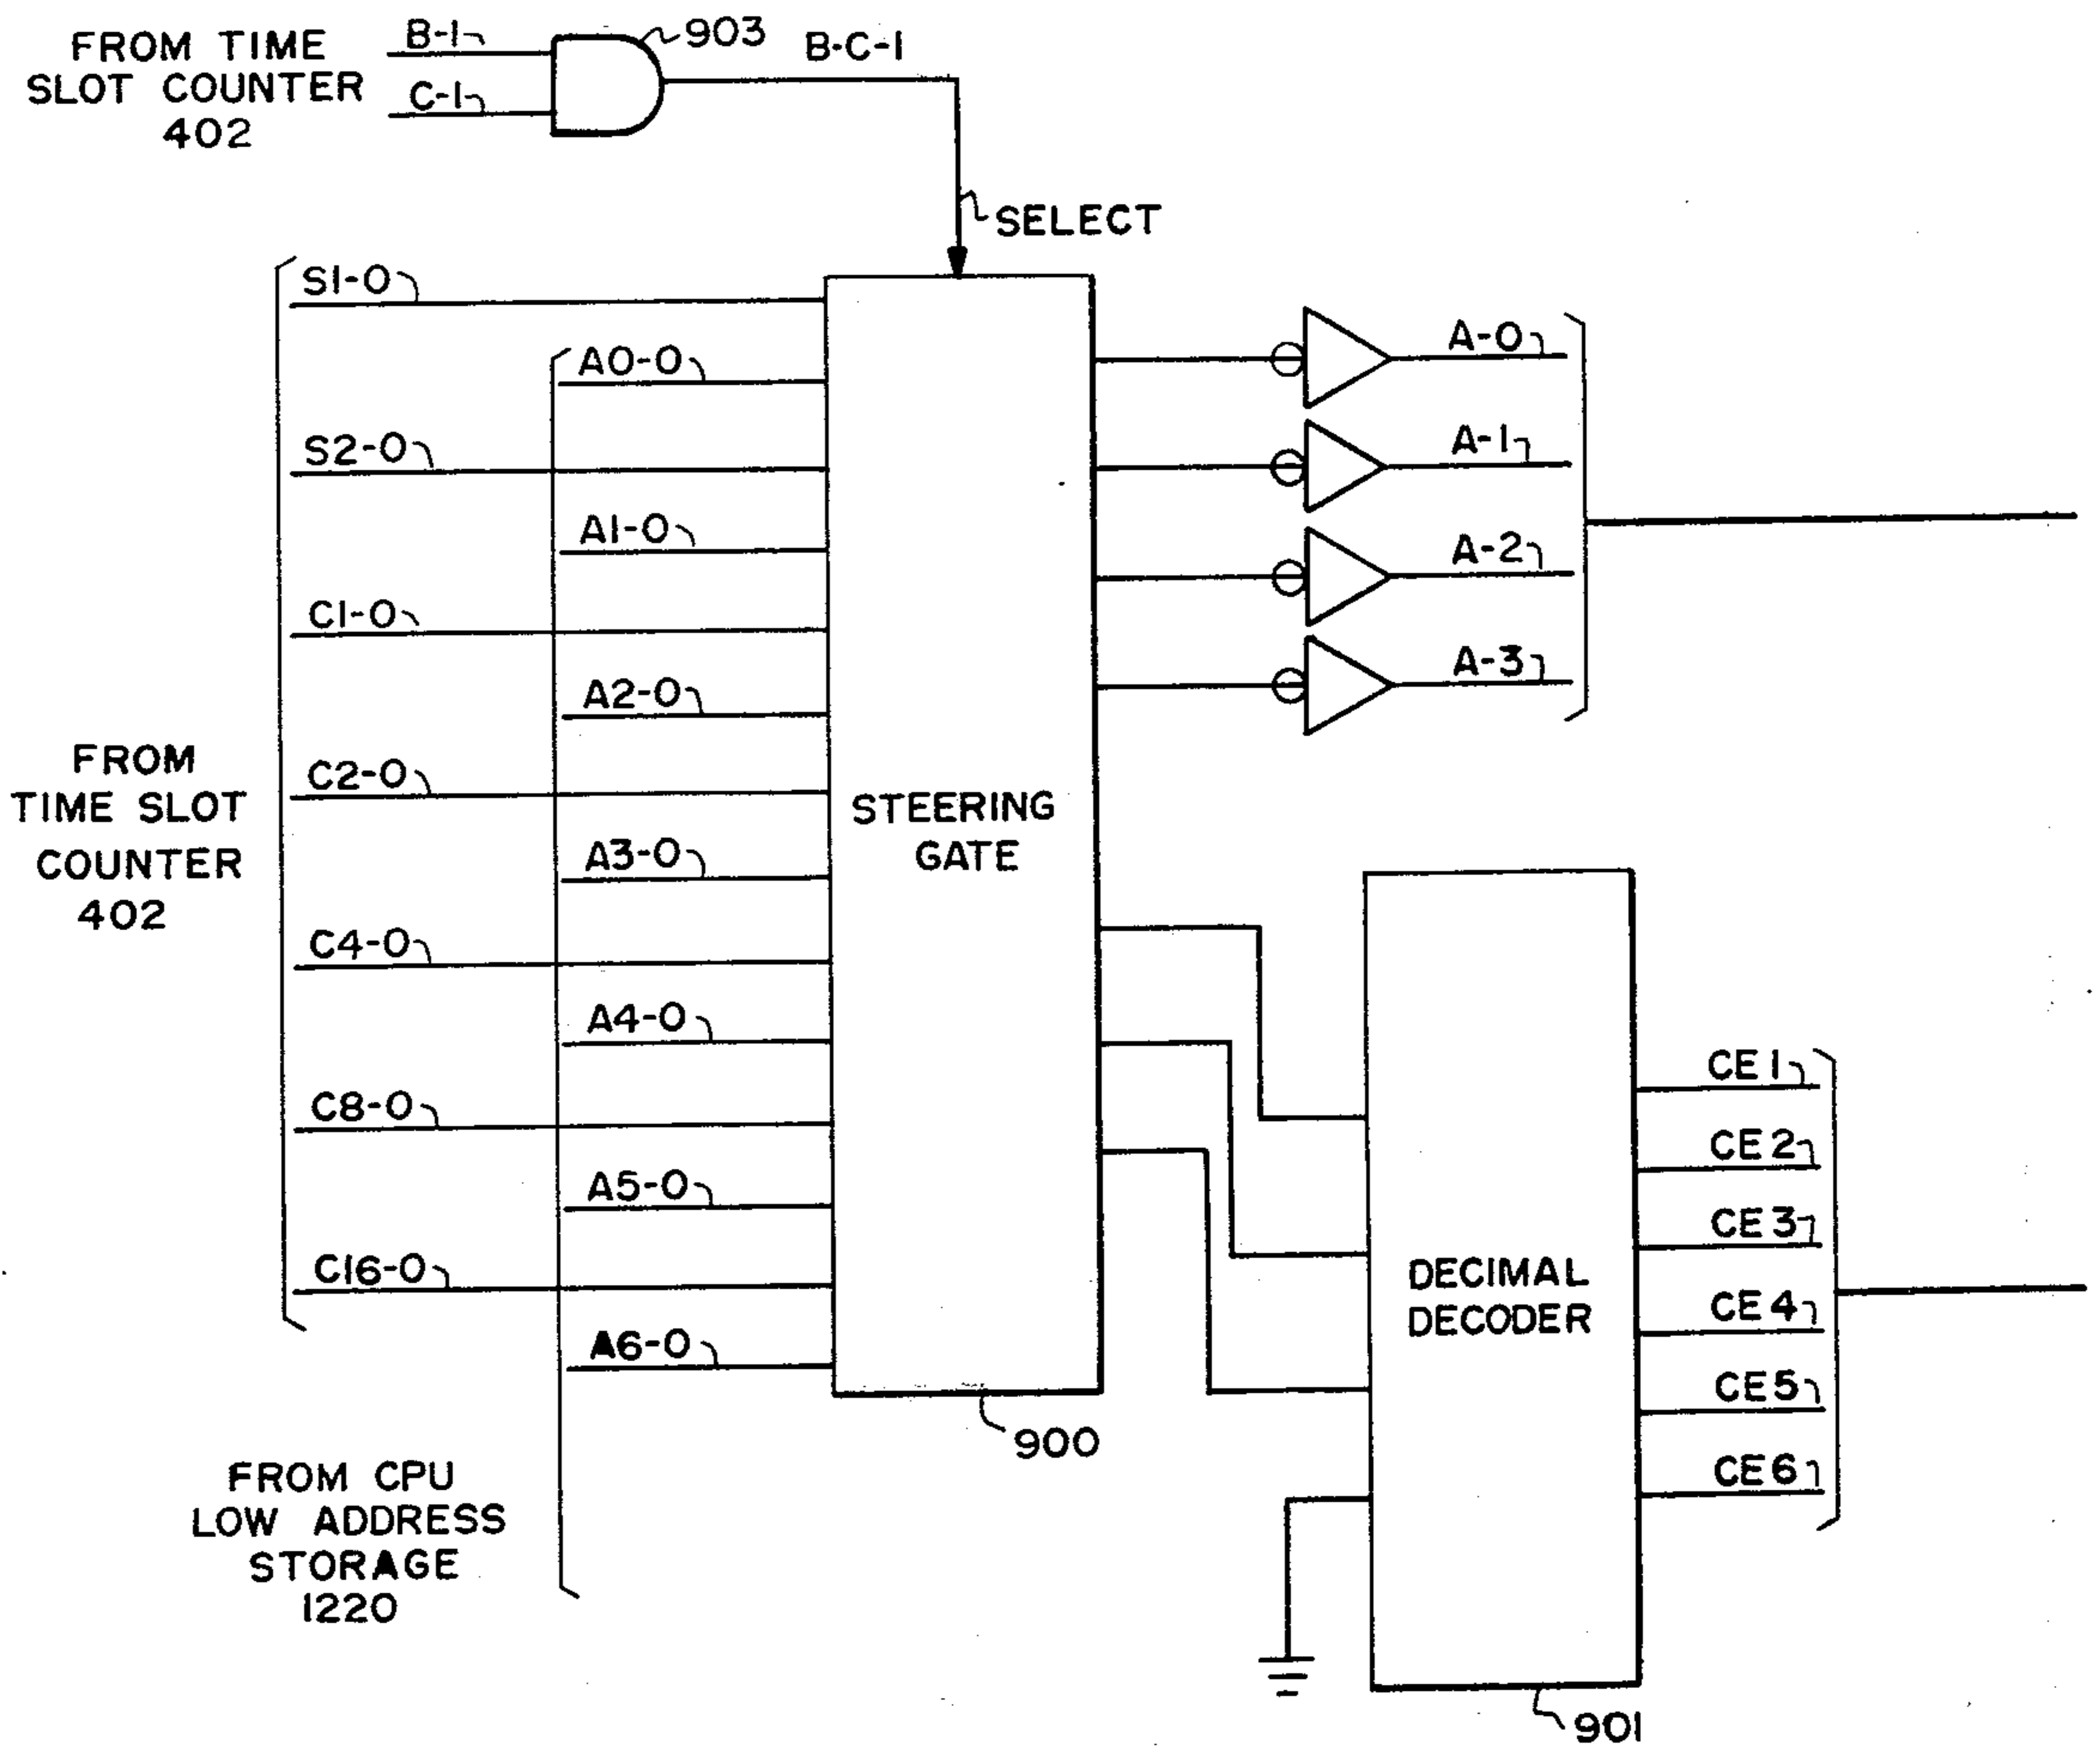 FROM TIME
SLOT COUNTER
402
B-1
C-1
903
B·C-1
SELECT
S1-0
A0-0
S2-0
A1-0
C1-0
A2-0
C2-0
A3-0
C4-0
A4-0
C8-0
A5-0
C16-0
A6-0
FROM
TIME SLOT
COUNTER
402
FROM CPU
LOW ADDRESS
STORAGE
1220
STEERING
GATE
900
A-0
A-1
A-2
A-3
DECIMAL
DECODER
901
CE1
CE2
CE3
CE4
CE5
CE6